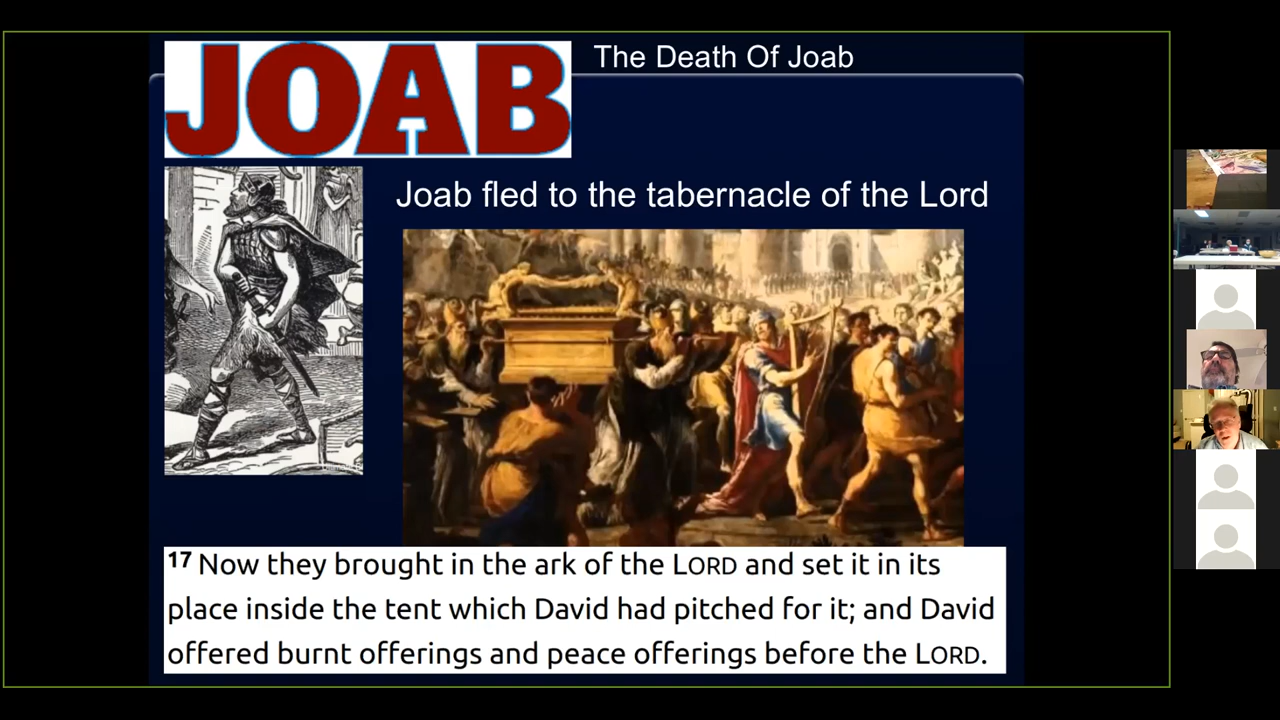 JOAB
The Death Of Joab
Joab fled to the tabernacle of the Lord
17 Now they brought in the ark of the LORD and set it in its
place inside the tent which David had pitched for it; and David
offered burnt offerings and peace offerings before the LORD.